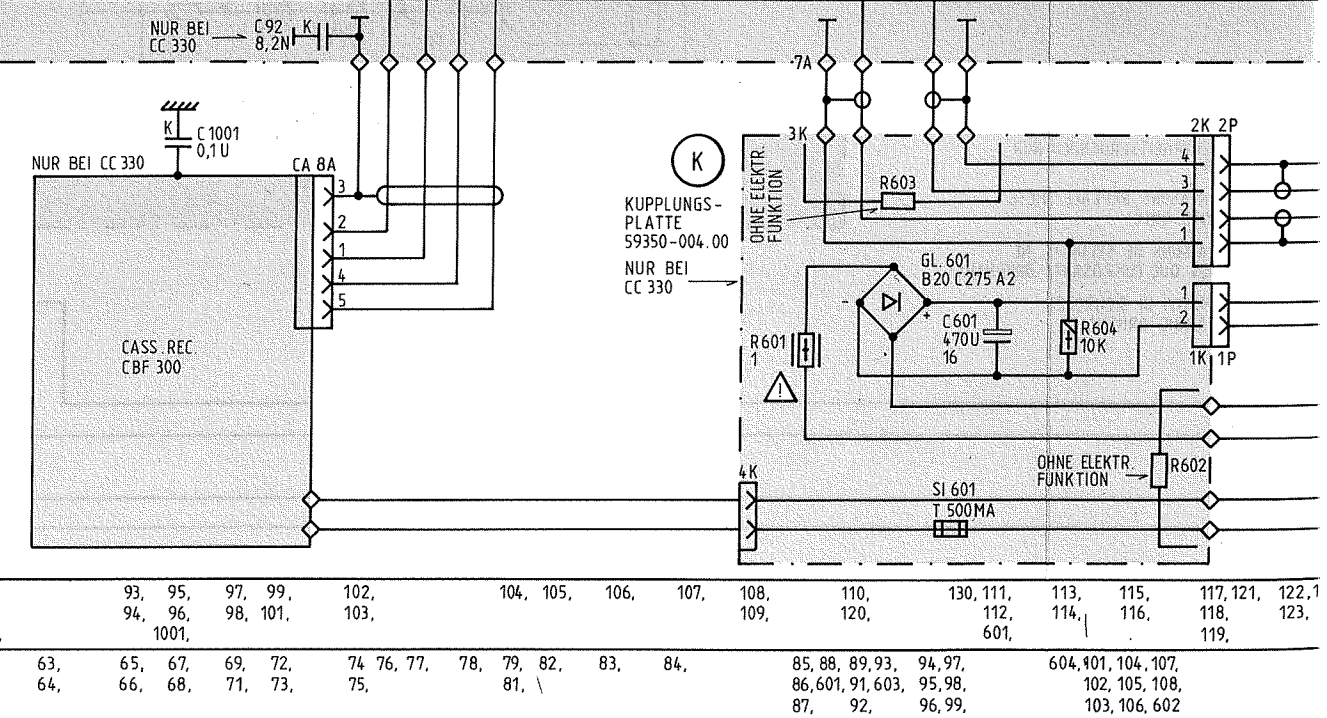 NUR BEI
CC 330
C 92
8,2N
K
7A
K
C 1001
0,1U
NUR BEI CC 330
CA 8A
3
2
1
4
5
CASS.REC.
CBF 300
K
KUPPLUNGS-
PLATTE
59350-004.00
NUR BEI
CC 330
3K
2K 2P
4
3
2
1
OHNE ELEKTR.
FUNKTION
R603
GL 601
B20 C275 A2
-
+
1
2
1K 1P
R601
1
!
C 601
470U
16
R604
10K
OHNE ELEKTR.
FUNKTION
R602
4K
SI 601
T 500MA
93, 95, 97, 99, 102, 104, 105, 106, 107, 108, 110, 130, 111, 113, 115, 117, 121, 122, 1
94, 96, 98, 101, 103, 109, 120, 112, 114, 116, 118, 123,
, 1001, 601, 119,
63, 65, 67, 69, 72, 74 76, 77, 78, 79, 82, 83, 84, 85, 88, 89, 93, 94, 97, 604, 101, 104, 107,
64, 66, 68, 71, 73, 75, 81, 86, 601, 91, 603, 95, 98, 102, 105, 108,
87, 92, 96, 99, 103, 106, 602